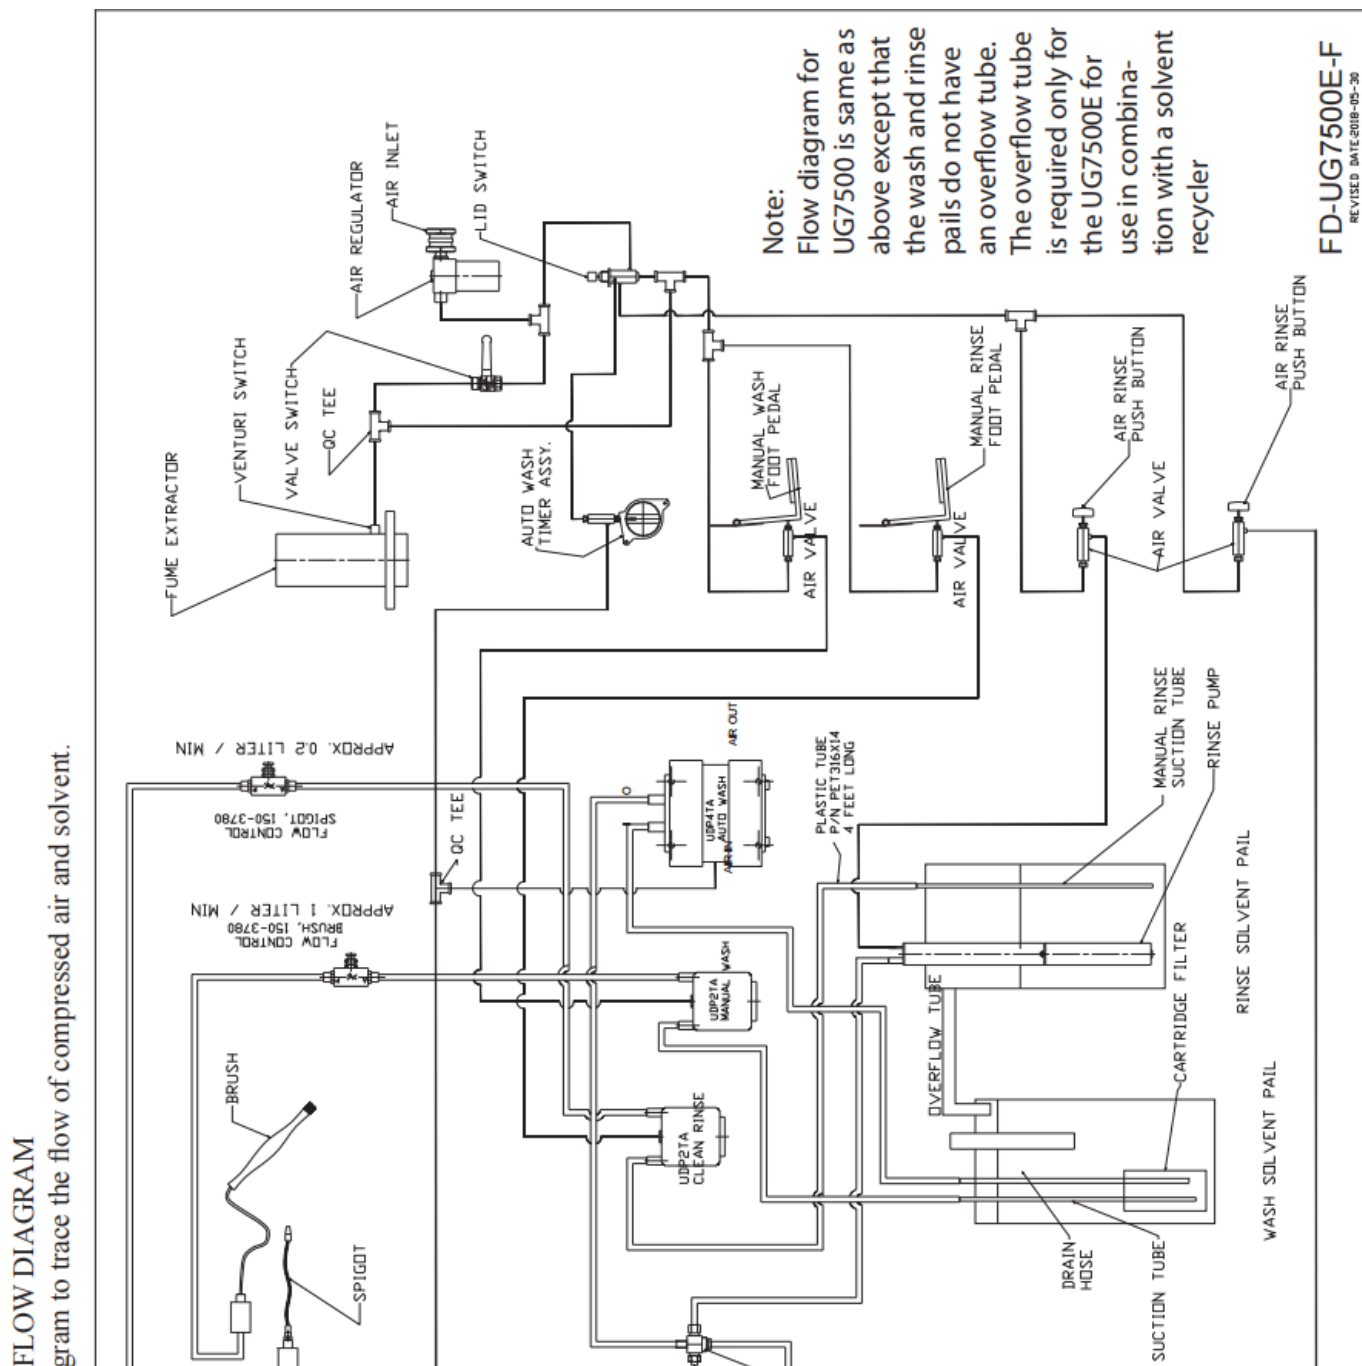 FLOW DIAGRAM
gram to trace the flow of compressed air and solvent.
Note:
Flow diagram for
UG7500 is same as
above except that
the wash and rinse
pails do not have
an overflow tube.
The overflow tube
is required only for
the UG7500E for
use in combina-
tion with a solvent
recycler
FD-UG7500E-F
REVISED DATE:2018-05-30
FUME EXTRACTOR
VENTURI SWITCH
VALVE SWITCH
QC TEE
AIR REGULATOR
AIR INLET
LID SWITCH
AUTO WASH
TIMER ASSY.
MANUAL WASH
FOOT PEDAL
AIR VALVE
MANUAL RINSE
FOOT PEDAL
AIR VALVE
AIR RINSE
PUSH BUTTON
AIR VALVE
AIR RINSE
PUSH BUTTON
APPROX. 0.2 LITER / MIN
FLOW CONTROL
SPIGOT, 150-3780
QC TEE
APPROX. 1 LITER / MIN
FLOW CONTROL
BRUSH, 150-3780
O
I
UDP4TA
AUTO WASH
AIR IN
AIR OUT
PLASTIC TUBE
P/N PET316X14
4 FEET LONG
MANUAL RINSE
SUCTION TUBE
RINSE PUMP
RINSE SOLVENT PAIL
UDP2TA
MANUAL WASH
UDP2TA
CLEAN RINSE
OVERFLOW TUBE
CARTRIDGE FILTER
WASH SOLVENT PAIL
DRAIN
HOSE
SUCTION TUBE
BRUSH
SPIGOT